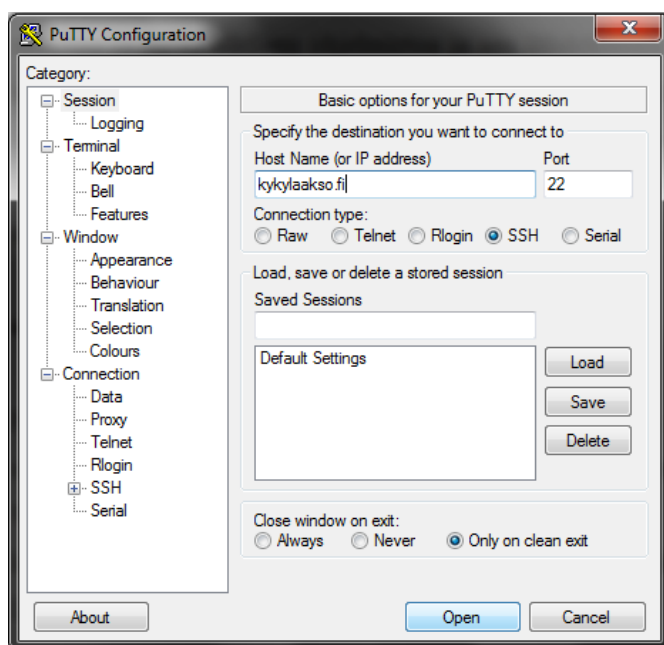 PuTTY Configuration
Category:
Session
Logging
Terminal
Keyboard
Bell
Features
Window
Appearance
Behaviour
Translation
Selection
Colours
Connection
Data
Proxy
Telnet
Rlogin
SSH
Serial
Basic options for your PuTTY session
Specify the destination you want to connect to
Host Name (or IP address) Port
kykylaakso.fi 22
Connection type:
Raw Telnet Rlogin SSH Serial
Load, save or delete a stored session
Saved Sessions
Default Settings
Load
Save
Delete
Close window on exit:
Always Never Only on clean exit
About Open Cancel